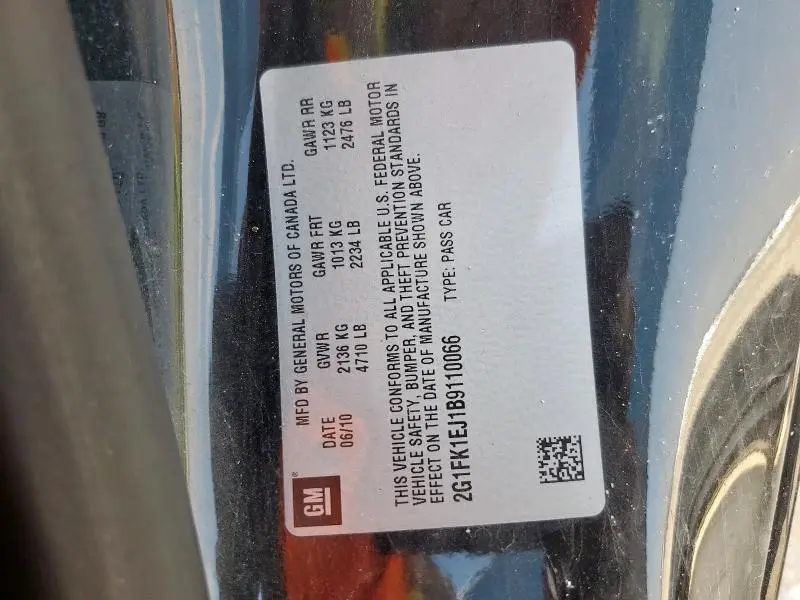 GM
MFD BY GENERAL MOTORS OF CANADA LTD.
DATE GVWR GAWR FRT GAWR RR
06/10 2136 KG 1013 KG 1123 KG
4710 LB 2234 LB 2476 LB
THIS VEHICLE CONFORMS TO ALL APPLICABLE U.S. FEDERAL MOTOR
VEHICLE SAFETY, BUMPER, AND THEFT PREVENTION STANDARDS IN
EFFECT ON THE DATE OF MANUFACTURE SHOWN ABOVE.
2G1FK1EJ1B9110066 TYPE: PASS CAR